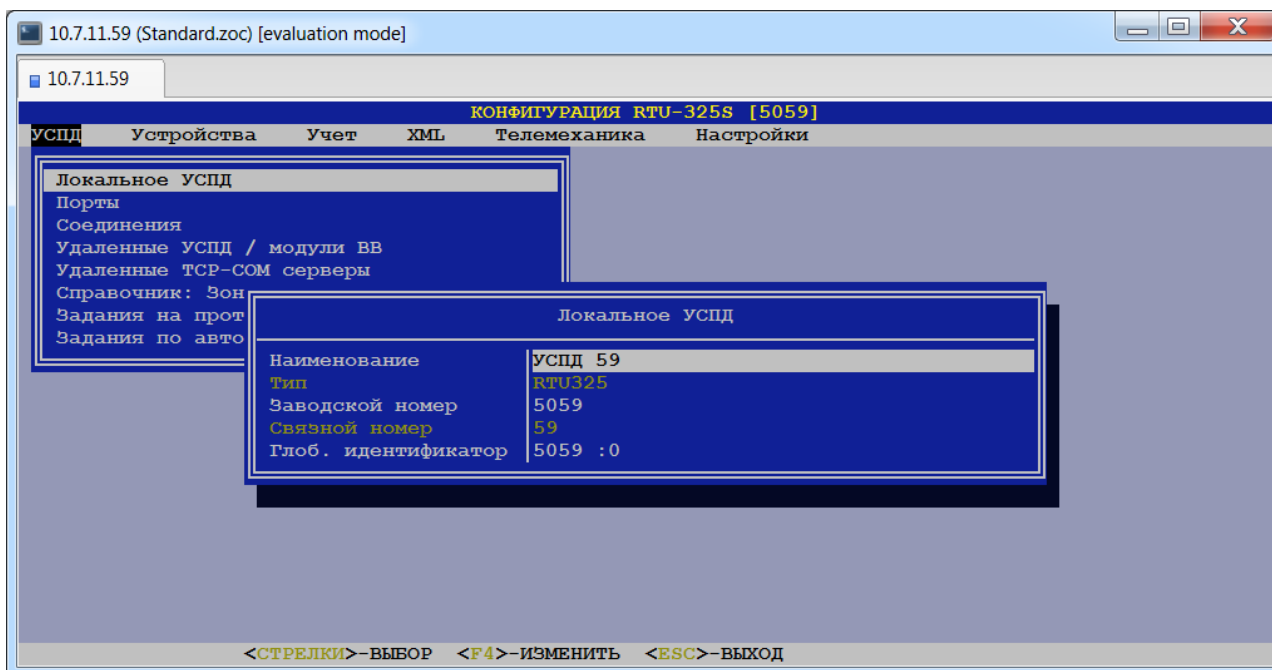 10.7.11.59 (Standard.zoc) [evaluation mode]
10.7.11.59
КОНФИГУРАЦИЯ RTU-325S [5059]
УСПД Устройства Учет XML Телемеханика Настройки
Локальное УСПД
Порты
Соединения
Удаленные УСПД / модули ВВ
Удаленные TCP-COM серверы
Справочник: Зон
Задания на прот
Задания по авто
Локальное УСПД
Наименование УСПД 59
Тип RTU325
Заводской номер 5059
Связной номер 59
Глоб. идентификатор 5059 :0
<СТРЕЛКИ>-ВЫБОР <F4>-ИЗМЕНИТЬ <ESC>-ВЫХОД